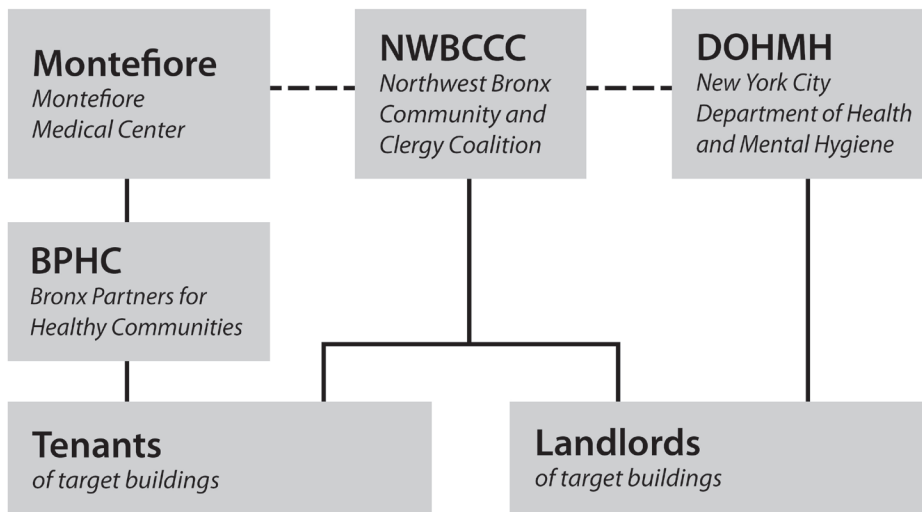 Montefiore
Montefiore
Medical Center
NWBCCC
Northwest Bronx
Community and
Clergy Coalition
DOHMH
New York City
Department of Health
and Mental Hygiene
BPHC
Bronx Partners for
Healthy Communities
Tenants
of target buildings
Landlords
of target buildings